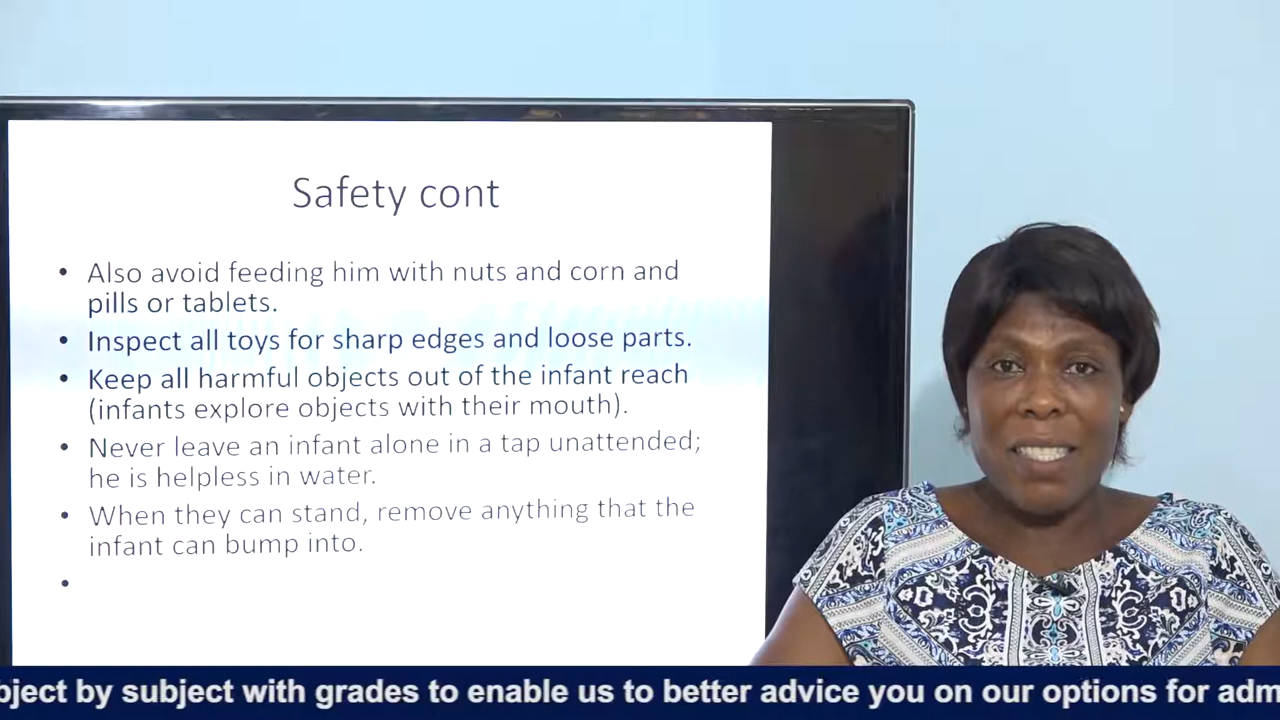 Safety cont
• Also avoid feeding him with nuts and corn and
pills or tablets.
• Inspect all toys for sharp edges and loose parts.
• Keep all harmful objects out of the infant reach
(infants explore objects with their mouth).
• Never leave an infant alone in a tap unattended;
he is helpless in water.
• When they can stand, remove anything that the
infant can bump into.
•
by subject with grades to enable us to better advice you on our options for